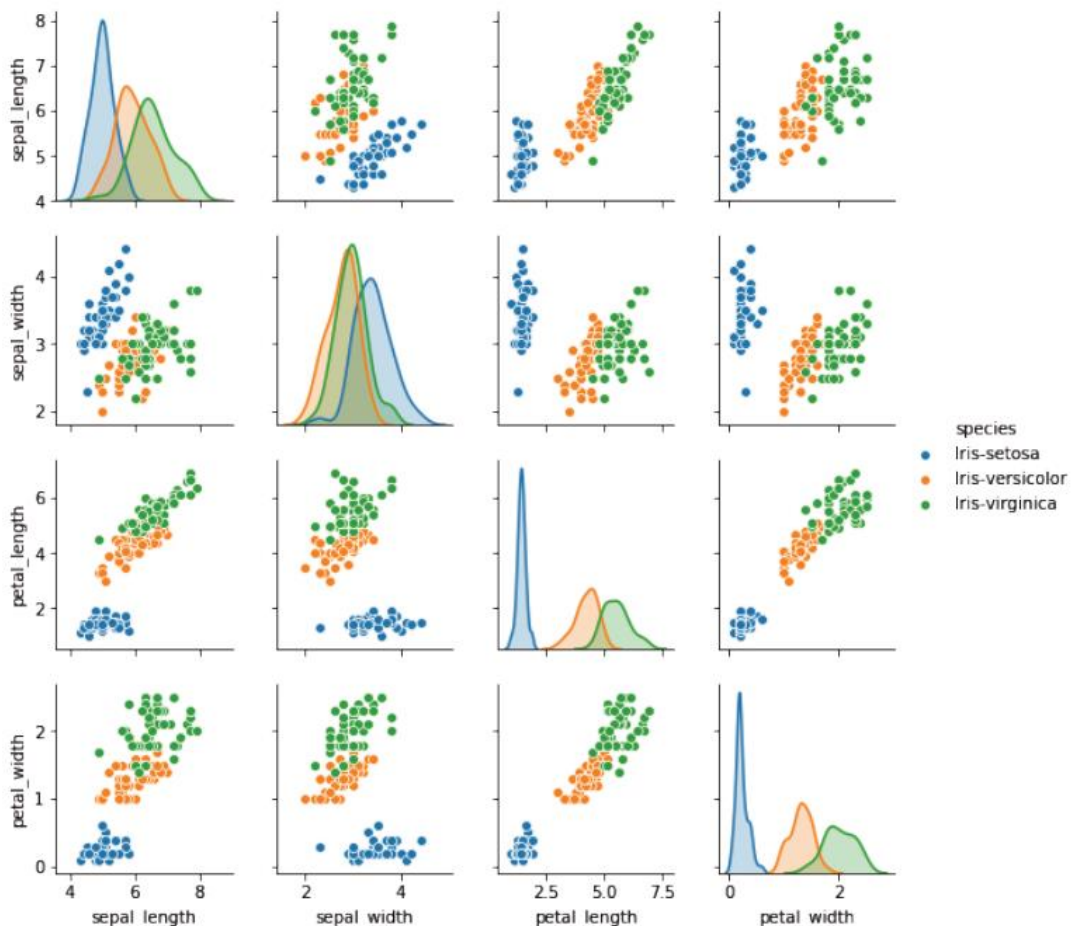 sepal_length
8
7
6
5
4
sepal_width
4
3
2
species
Iris-setosa
Iris-versicolor
Iris-virginica
petal_length
6
4
2
petal_width
2
1
0
4 6 8
2 4
2.5 5.0 7.5
0 2
sepal_length sepal_width petal_length petal_width